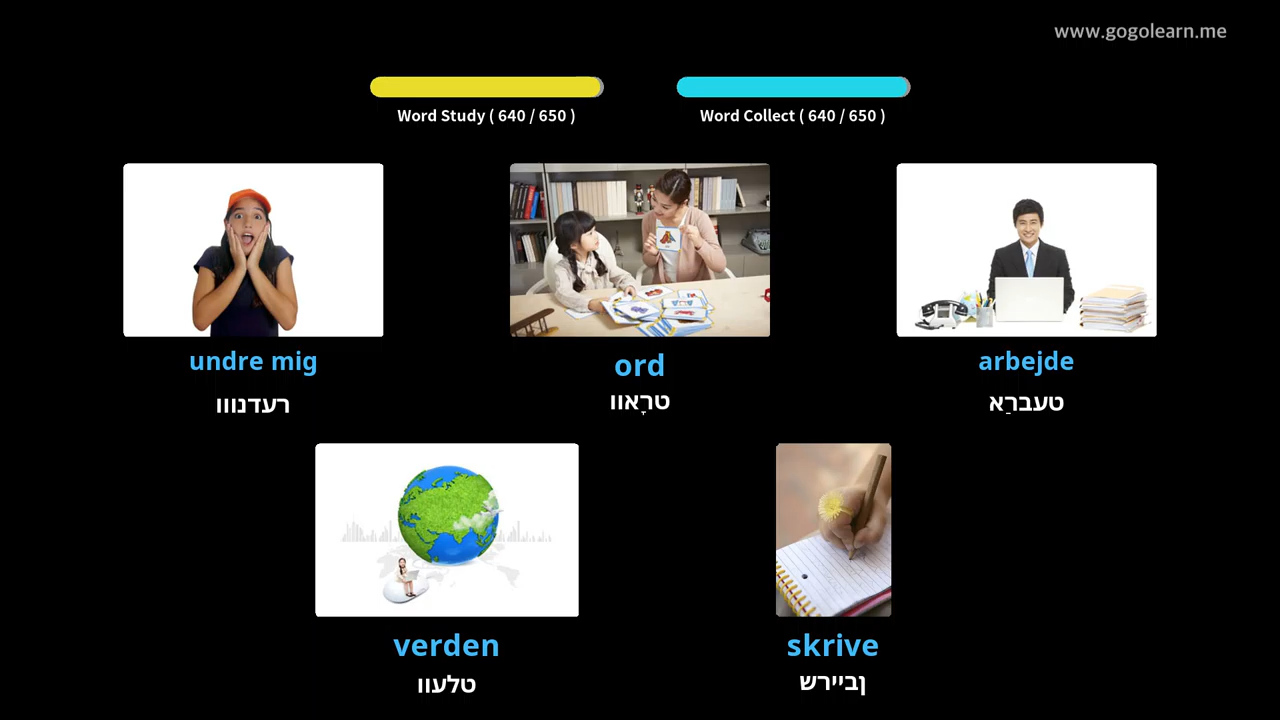 www.gogolearn.me
Word Study ( 640 / 650 )
Word Collect ( 640 / 650 )
undre mig
רעדנווו
ord
טרָאוו
arbejde
טעברַא
verden
טלעוו
skrive
ןביירש